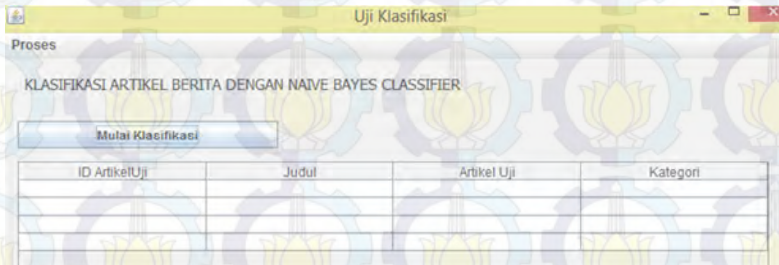 Uji Klasifikasi
Proses
KLASIFIKASI ARTIKEL BERITA DENGAN NAIVE BAYES CLASSIFIER
Mulai Klasifikasi
ID ArtikelUji Judul Artikel Uji Kategori